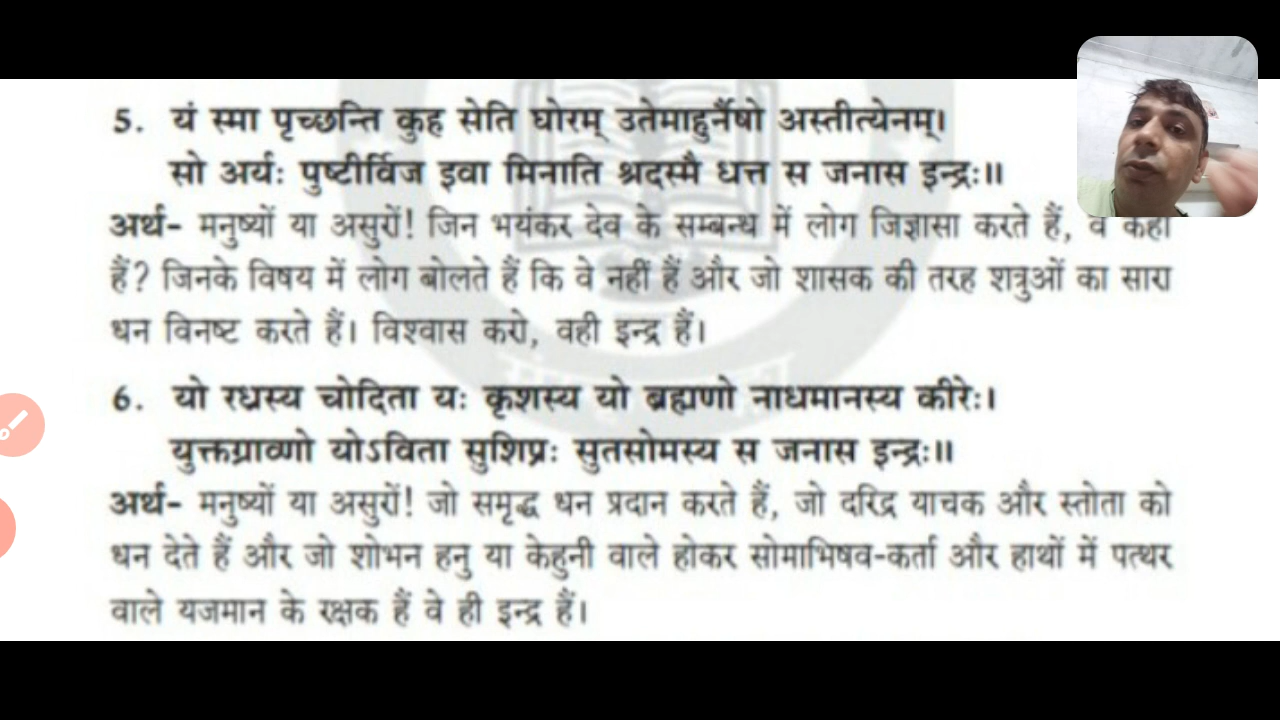 5. यं स्मा पृच्छन्ति कुह सेति घोरम् उतेमाहुर्नैषो अस्तीत्येनम्।
सो अर्यः पुष्टीर्विज इवा मिनाति श्रदस्मै धत्त स जनास इन्द्रः॥
अर्थ- मनुष्यों या असुरों! जिन भयंकर देव के सम्बन्ध में लोग जिज्ञासा करते हैं, वे कहाँ
हैं? जिनके विषय में लोग बोलते हैं कि वे नहीं हैं और जो शासक की तरह शत्रुओं का सारा
धन विनष्ट करते हैं। विश्वास करो, वही इन्द्र हैं।
6. यो रध्रस्य चोदिता यः कृशस्य यो ब्रह्मणो नाधमानस्य कीरेः।
युक्तग्राव्णो योऽविता सुशिप्रः सुतसोमस्य स जनास इन्द्रः॥
अर्थ- मनुष्यों या असुरों! जो समृद्ध धन प्रदान करते हैं, जो दरिद्र याचक और स्तोता को
धन देते हैं और जो शोभन हनु या केहुनी वाले होकर सोमाभिषव-कर्ता और हाथों में पत्थर
वाले यजमान के रक्षक हैं वे ही इन्द्र हैं।